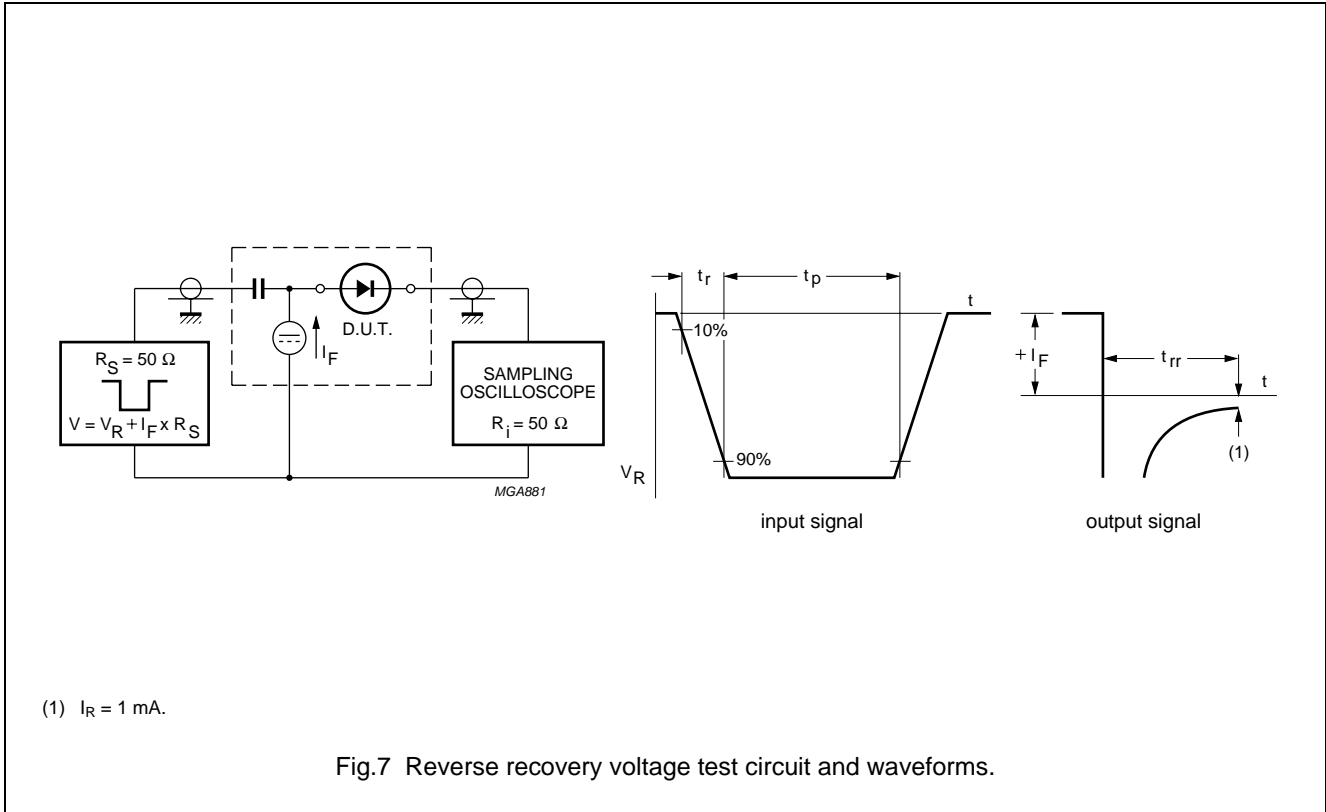 R_S = 50 Ω
V = V_R + I_F x R_S
I_F
D.U.T.
SAMPLING
OSCILLOSCOPE
R_i = 50 Ω
MGA881
t_r
t_p
t
10%
90%
V_R
input signal
+ I_F
t_rr
t
(1)
output signal
(1) I_R = 1 mA.
Fig.7 Reverse recovery voltage test circuit and waveforms.